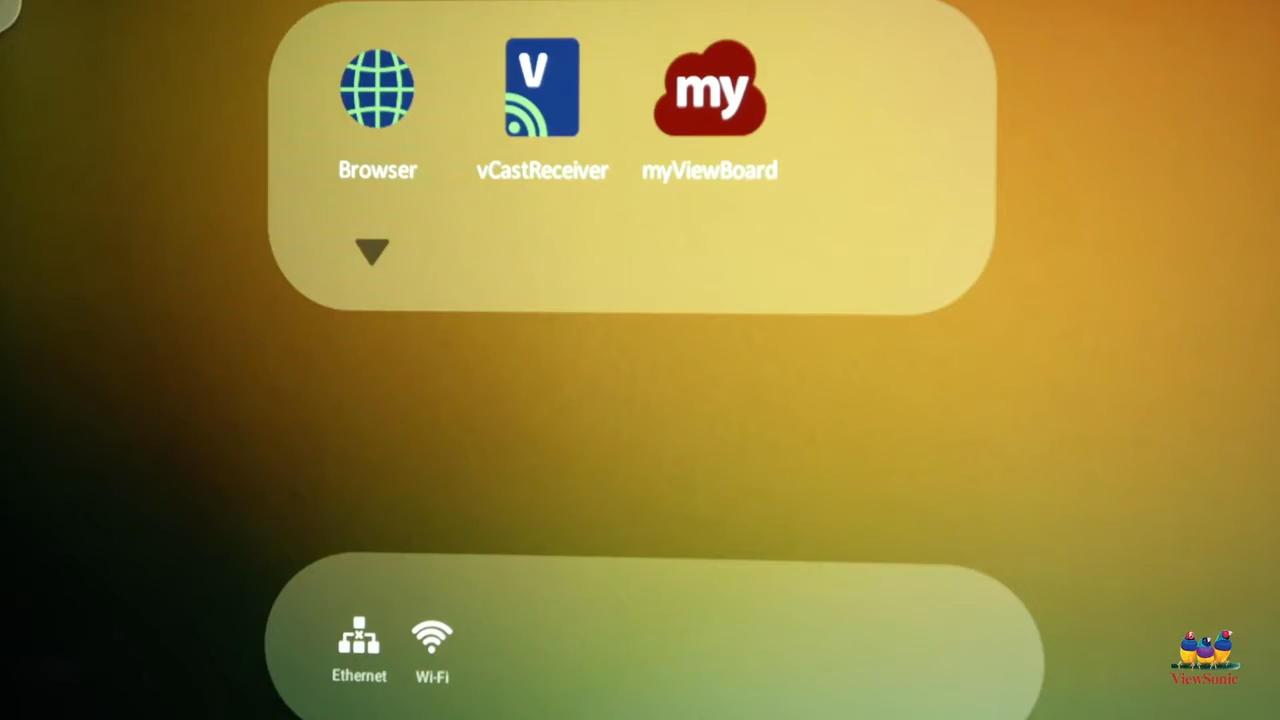 V
my
Browser
vCastReceiver
myViewBoard
Ethernet
Wi-Fi
ViewSonic